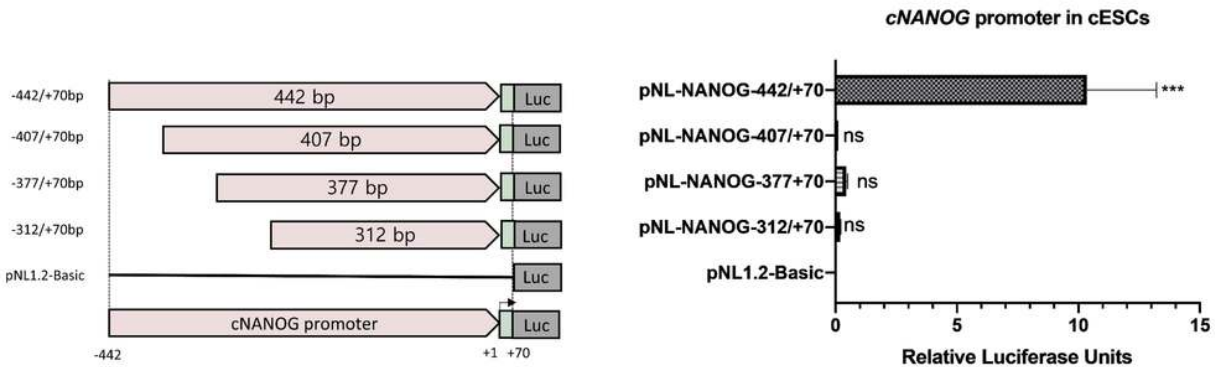 -442/+70bp
442 bp
Luc
-407/+70bp
407 bp
Luc
-377/+70bp
377 bp
Luc
-312/+70bp
312 bp
Luc
pNL1.2-Basic
Luc
cNANOG promoter
Luc
-442
+1
+70
cNANOG promoter in cESCs
pNL-NANOG-442/+70
***
pNL-NANOG-407/+70
ns
pNL-NANOG-377+70
ns
pNL-NANOG-312/+70
ns
pNL1.2-Basic
0 5 10 15
Relative Luciferase Units